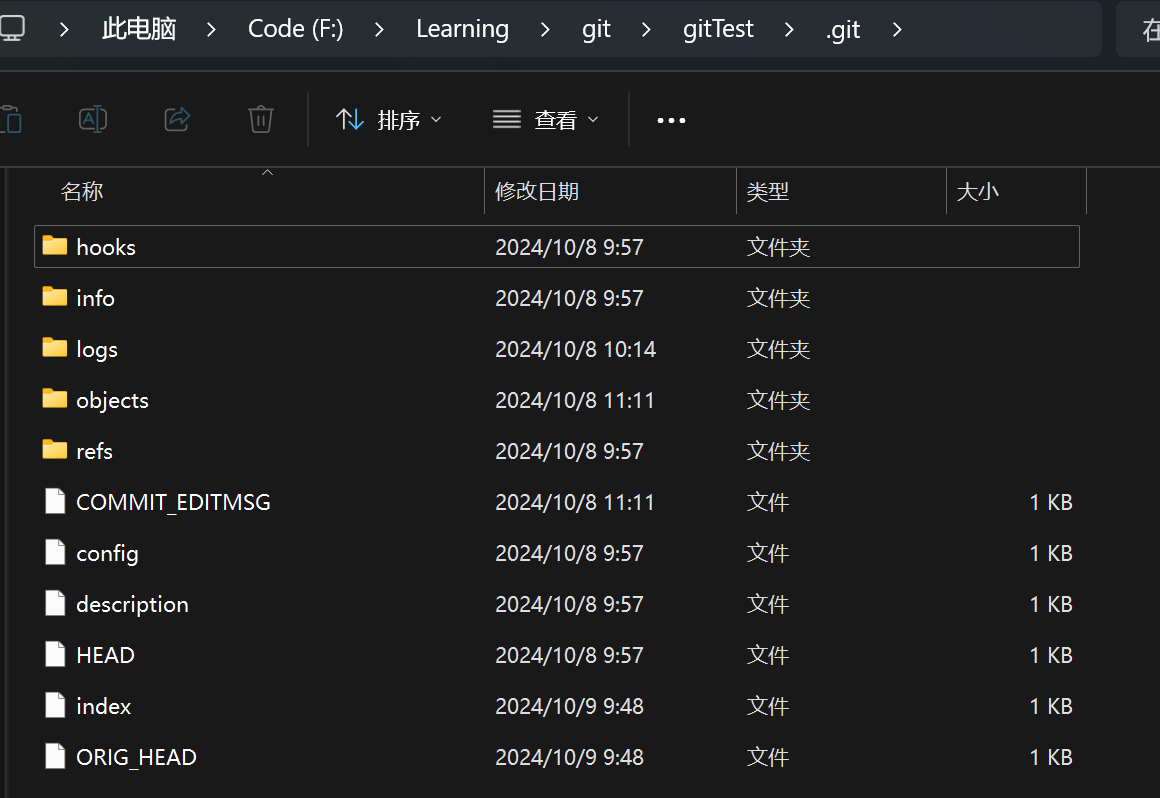 此电脑 > Code (F:) > Learning > git > gitTest > .git > 在
排序 查看 •••
名称 修改日期 类型 大小
hooks 2024/10/8 9:57 文件夹
info 2024/10/8 9:57 文件夹
logs 2024/10/8 10:14 文件夹
objects 2024/10/8 11:11 文件夹
refs 2024/10/8 9:57 文件夹
COMMIT_EDITMSG 2024/10/8 11:11 文件 1 KB
config 2024/10/8 9:57 文件 1 KB
description 2024/10/8 9:57 文件 1 KB
HEAD 2024/10/8 9:57 文件 1 KB
index 2024/10/9 9:48 文件 1 KB
ORIG_HEAD 2024/10/9 9:48 文件 1 KB